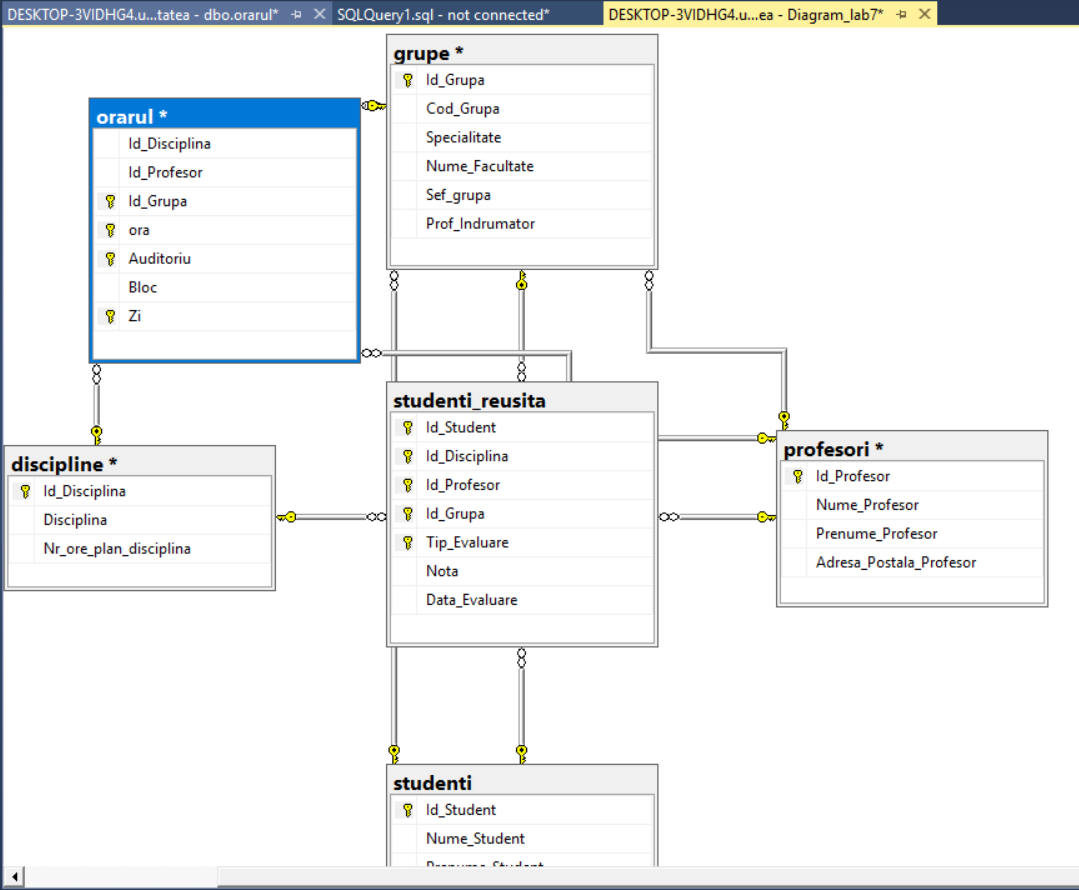 DESKTOP-3VIDHG4.u...tatea - dbo.orarul*
SQLQuery1.sql - not connected*
DESKTOP-3VIDHG4.u...ea - Diagram_lab7*
grupe *
Id_Grupa
Cod_Grupa
Specialitate
Nume_Facultate
Sef_grupa
Prof_Indrumator
orarul *
Id_Disciplina
Id_Profesor
Id_Grupa
ora
Auditoriu
Bloc
Zi
studenti_reusita
Id_Student
Id_Disciplina
Id_Profesor
Id_Grupa
Tip_Evaluare
Nota
Data_Evaluare
discipline *
Id_Disciplina
Disciplina
Nr_ore_plan_disciplina
profesori *
Id_Profesor
Nume_Profesor
Prenume_Profesor
Adresa_Postala_Profesor
studenti
Id_Student
Nume_Student
Prenume_Student